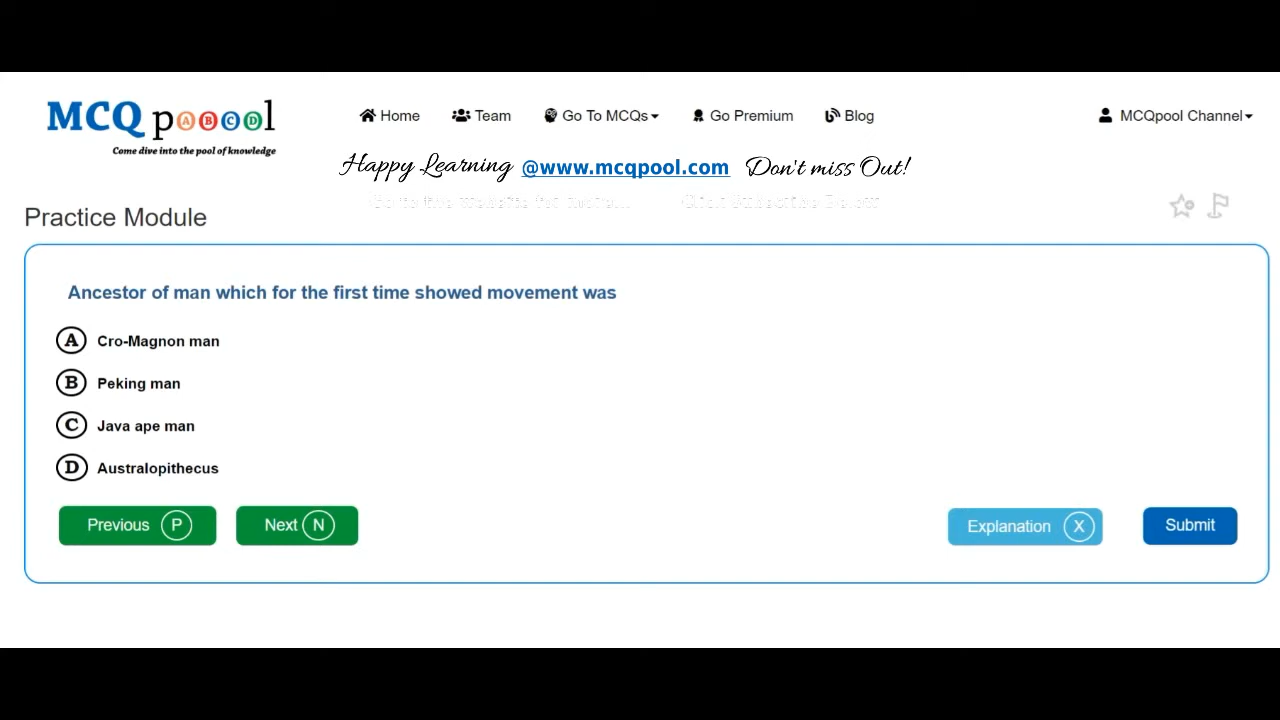 MCQ pooool
Come dive into the pool of knowledge
Home Team Go To MCQs Go Premium Blog MCQpool Channel
Happy Learning @www.mcqpool.com Don't miss Out!
Practice Module
Ancestor of man which for the first time showed movement was
A Cro-Magnon man
B Peking man
C Java ape man
D Australopithecus
Previous P Next N Explanation X Submit